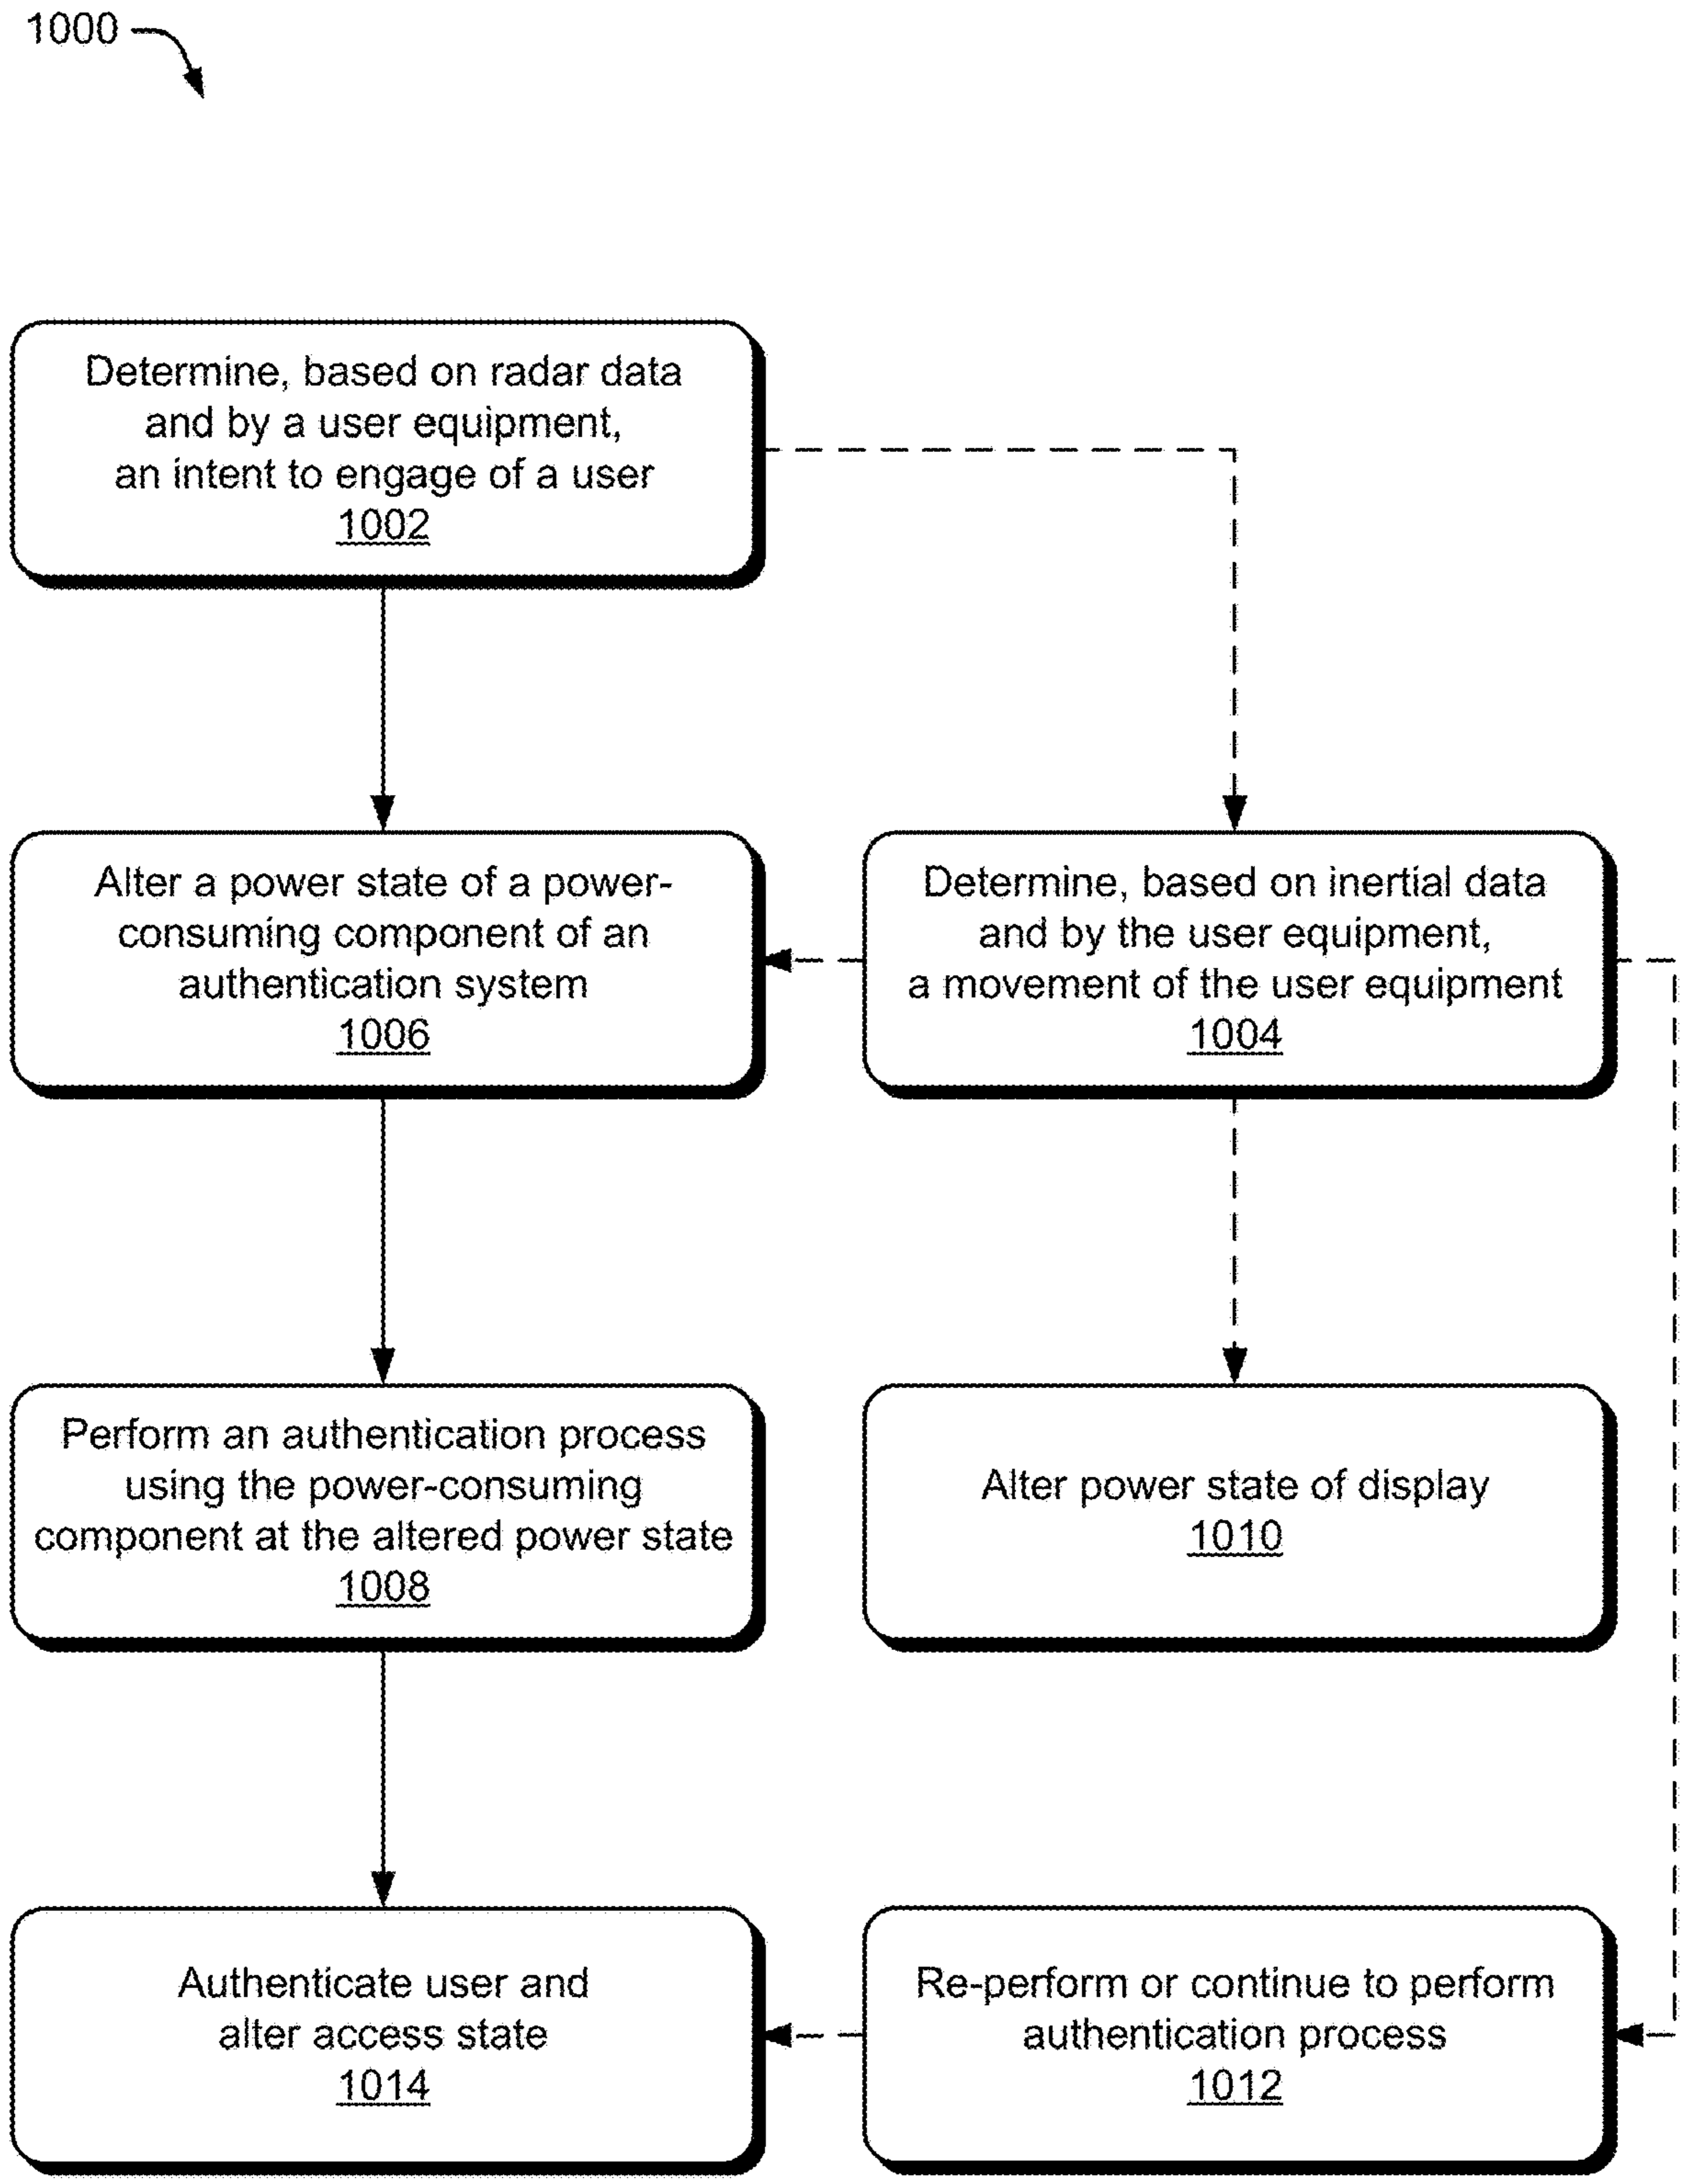 1000
Determine, based on radar data
and by a user equipment,
an intent to engage of a user
1002
Alter a power state of a power-
consuming component of an
authentication system
1006
Determine, based on inertial data
and by the user equipment,
a movement of the user equipment
1004
Perform an authentication process
using the power-consuming
component at the altered power state
1008
Alter power state of display
1010
Authenticate user and
alter access state
1014
Re-perform or continue to perform
authentication process
1012